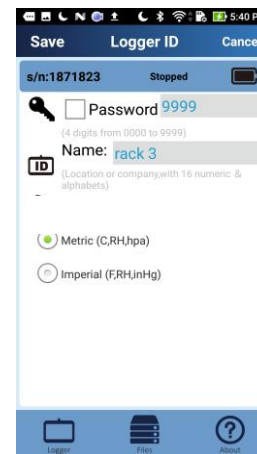 5:40 P
Save Logger ID Cance
s/n:1871823 Stopped
Password 9999
(4 digits from 0000 to 9999)
ID Name: rack 3
(Location or company,with 16 numeric &
alphabets)
Metric (C,RH,hpa)
Imperial (F,RH,inHg)
Logger Files About